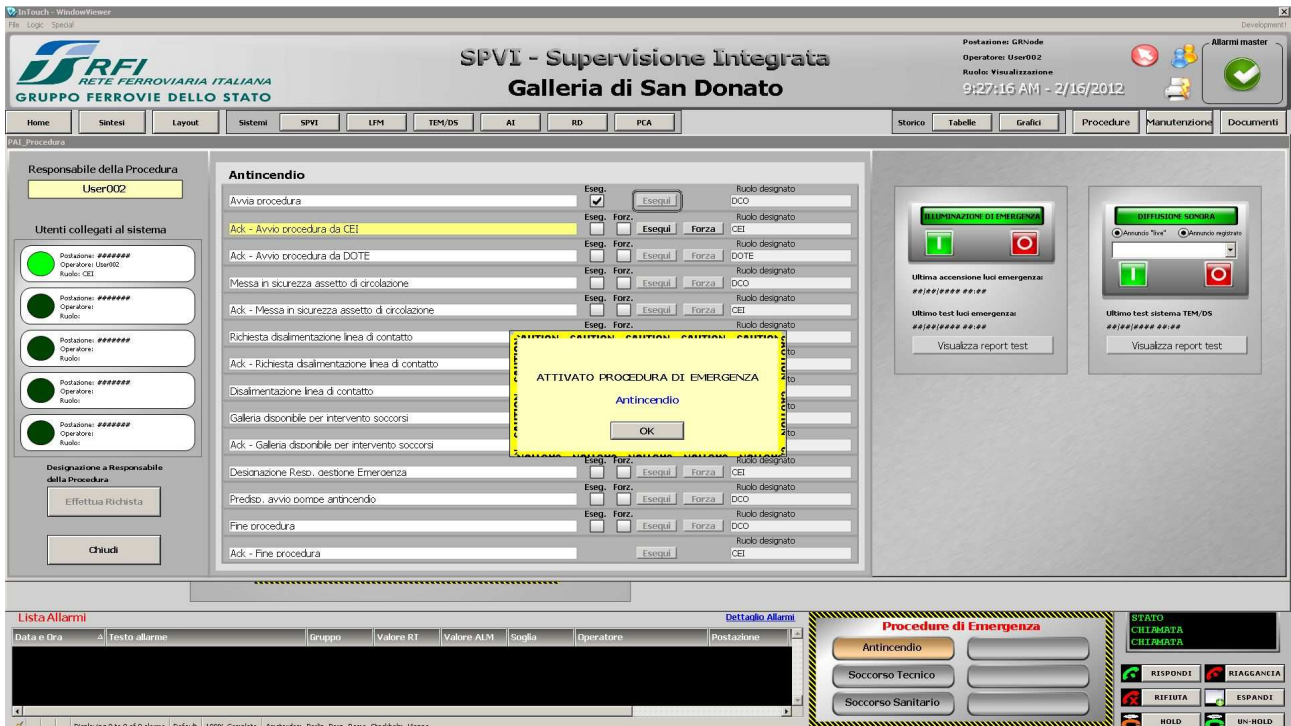 InTouch - WindowViewer
File Logic Special
Development!
RFI
RETE FERROVIARIA ITALIANA
GRUPPO FERROVIE DELLO STATO
SPVI - Supervisione Integrata
Galleria di San Donato
Postazione: GRNode
Operatore: User002
Ruolo: Visualizzazione
9:27:16 AM - 2/16/2012
Allarmi master
Home Sintesi Layout Sistemi SPVI LFM TEM/DS AI RD PCA Storico Tabelle Grafici Procedure Manutenzione Documenti
PAI_Procedura
Responsabile della Procedura
User002
Utenti collegati al sistema
Postazione: #######
Operatore: User002
Ruolo: CEI
Postazione: #######
Operatore:
Ruolo:
Postazione: #######
Operatore:
Ruolo:
Postazione: #######
Operatore:
Ruolo:
Postazione: #######
Operatore:
Ruolo:
Designazione a Responsabile
della Procedura
Effettua Richista
Chiudi
Antincendio
Eseg. Ruolo designato
Avvia procedura Esegui DCO
Eseg. Forz. Ruolo designato
Ack - Avvio procedura da CEI Esegui Forza CEI
Eseg. Forz. Ruolo designato
Ack - Avvio procedura da DOTE Esegui Forza DOTE
Eseg. Forz. Ruolo designato
Messa in sicurezza assetto di circolazione Esegui Forza DCO
Eseg. Forz. Ruolo designato
Ack - Messa in sicurezza assetto di circolazione Esegui Forza CEI
Eseg. Forz. Ruolo designato
Richiesta disalimentazione linea di contatto
Ack - Richiesta disalimentazione linea di contatto
Disalimentazione linea di contatto
Galleria disponibile per intervento soccorsi
Ack - Galleria disponibile per intervento soccorsi
Eseg. Forz. Ruolo designato
Designazione Resp. gestione Emergenza Esegui Forza CEI
Eseg. Forz. Ruolo designato
Predisp. avvio pompe antincendio Esegui Forza DCO
Eseg. Forz. Ruolo designato
Fine procedura Esegui Forza DCO
Ruolo designato
Ack - Fine procedura Esegui CEI
CAUTION CAUTION CAUTION CAUTION CAUTION
ATTIVATO PROCEDURA DI EMERGENZA
Antincendio
OK
ILLUMINAZIONE DI EMERGENZA
I O
Ultima accensione luci emergenza:
##/##/#### ##:##
Ultimo test luci emergenza:
##/##/#### ##:##
Visualizza report test
DIFFUSIONE SONORA
Annuncio "live" Annuncio registrato
I O
Ultimo test sistema TEM/DS
##/##/#### ##:##
Visualizza report test
Lista Allarmi
Dettaglio Allarmi
Data e Ora Testo allarme Gruppo Valore RT Valore ALM Soglia Operatore Postazione
Procedure di Emergenza
Antincendio
Soccorso Tecnico
Soccorso Sanitario
STATO
CHIAMATA
CHIAMATA
RISPONDI RIAGGANCIA
RIFIUTA ESPANDI
HOLD UN-HOLD